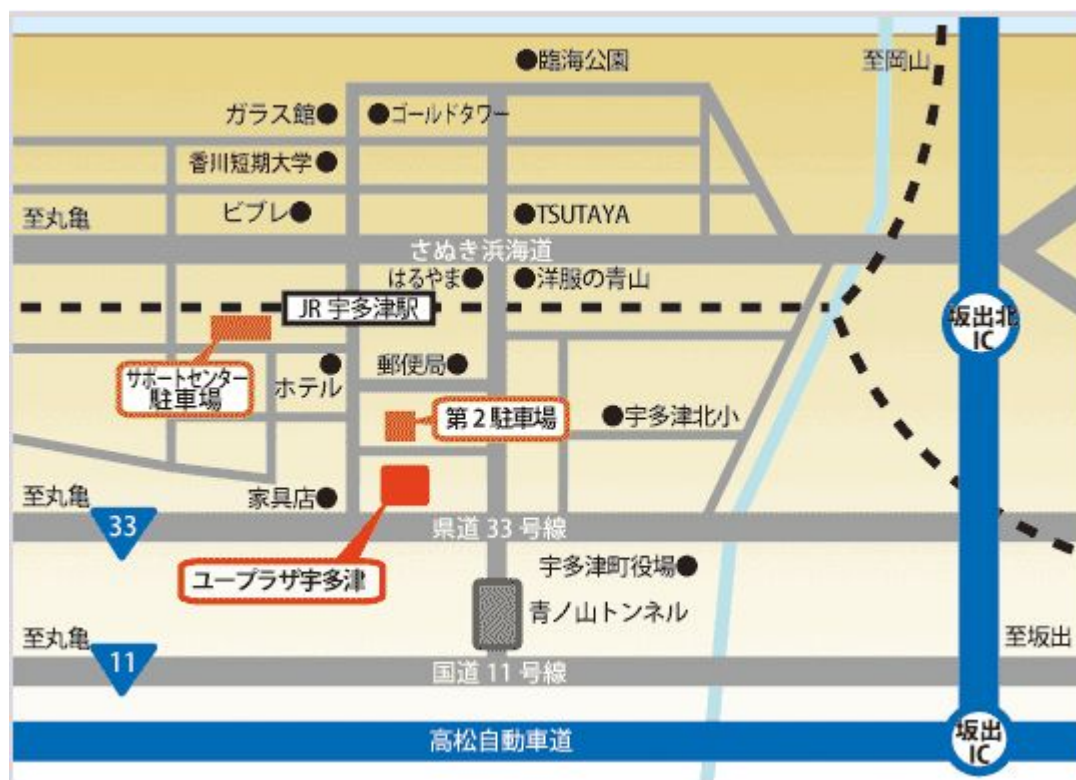 臨海公園
至岡山
ガラス館
ゴールドタワー
香川短期大学
至丸亀
ビブレ
TSUTAYA
さぬき浜海道
はるやま
洋服の青山
JR 宇多津駅
坂出北
IC
サポートセンター
駐車場
ホテル
郵便局
第2駐車場
宇多津北小
至丸亀
33
家具店
県道 33 号線
ユープラザ宇多津
宇多津町役場
青ノ山トンネル
至丸亀
11
至坂出
国道 11 号線
高松自動車道
坂出
IC